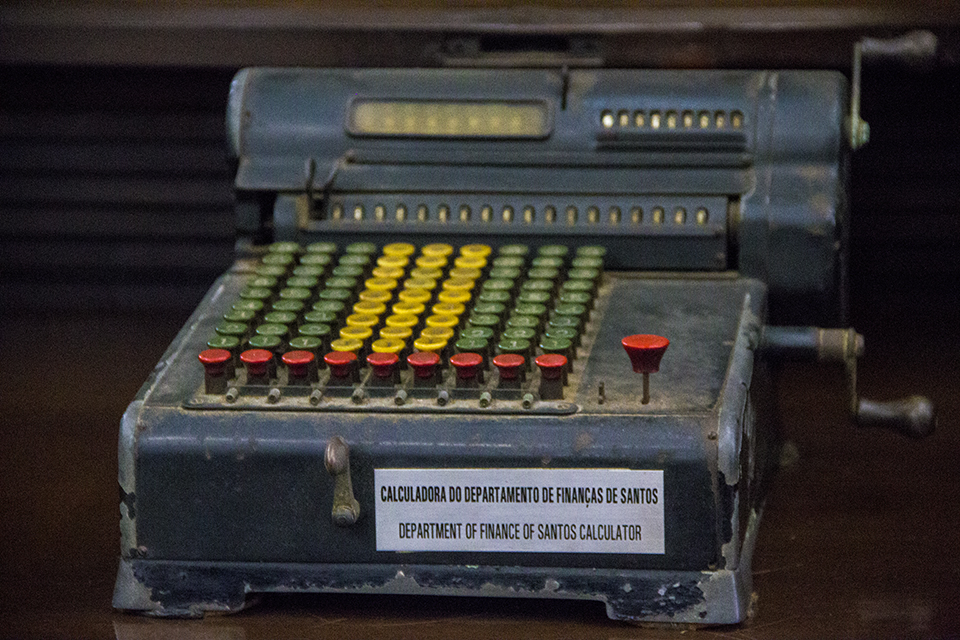 CALCULADORA DO DEPARTAMENTO DE FINANÇAS DE SANTOS
DEPARTMENT OF FINANCE OF SANTOS CALCULATOR